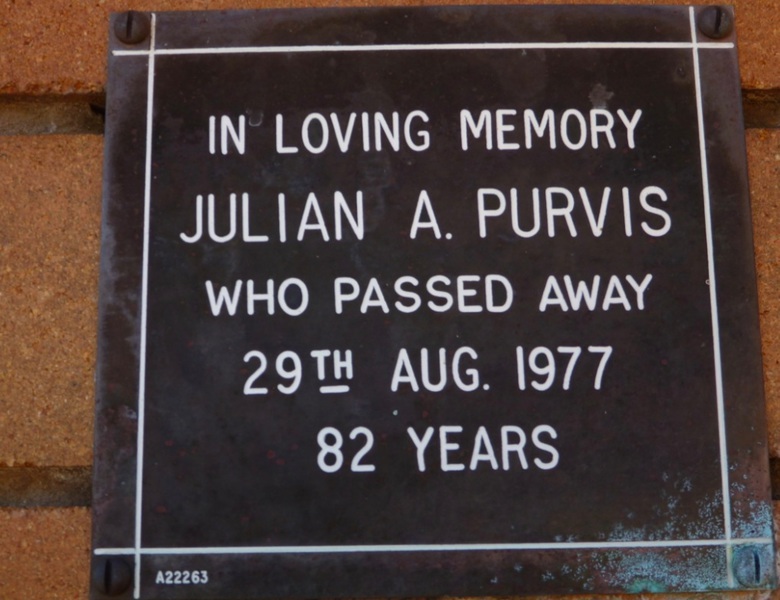 IN LOVING MEMORY
JULIAN A. PURVIS
WHO PASSED AWAY
29TH AUG. 1977
82 YEARS
A22263